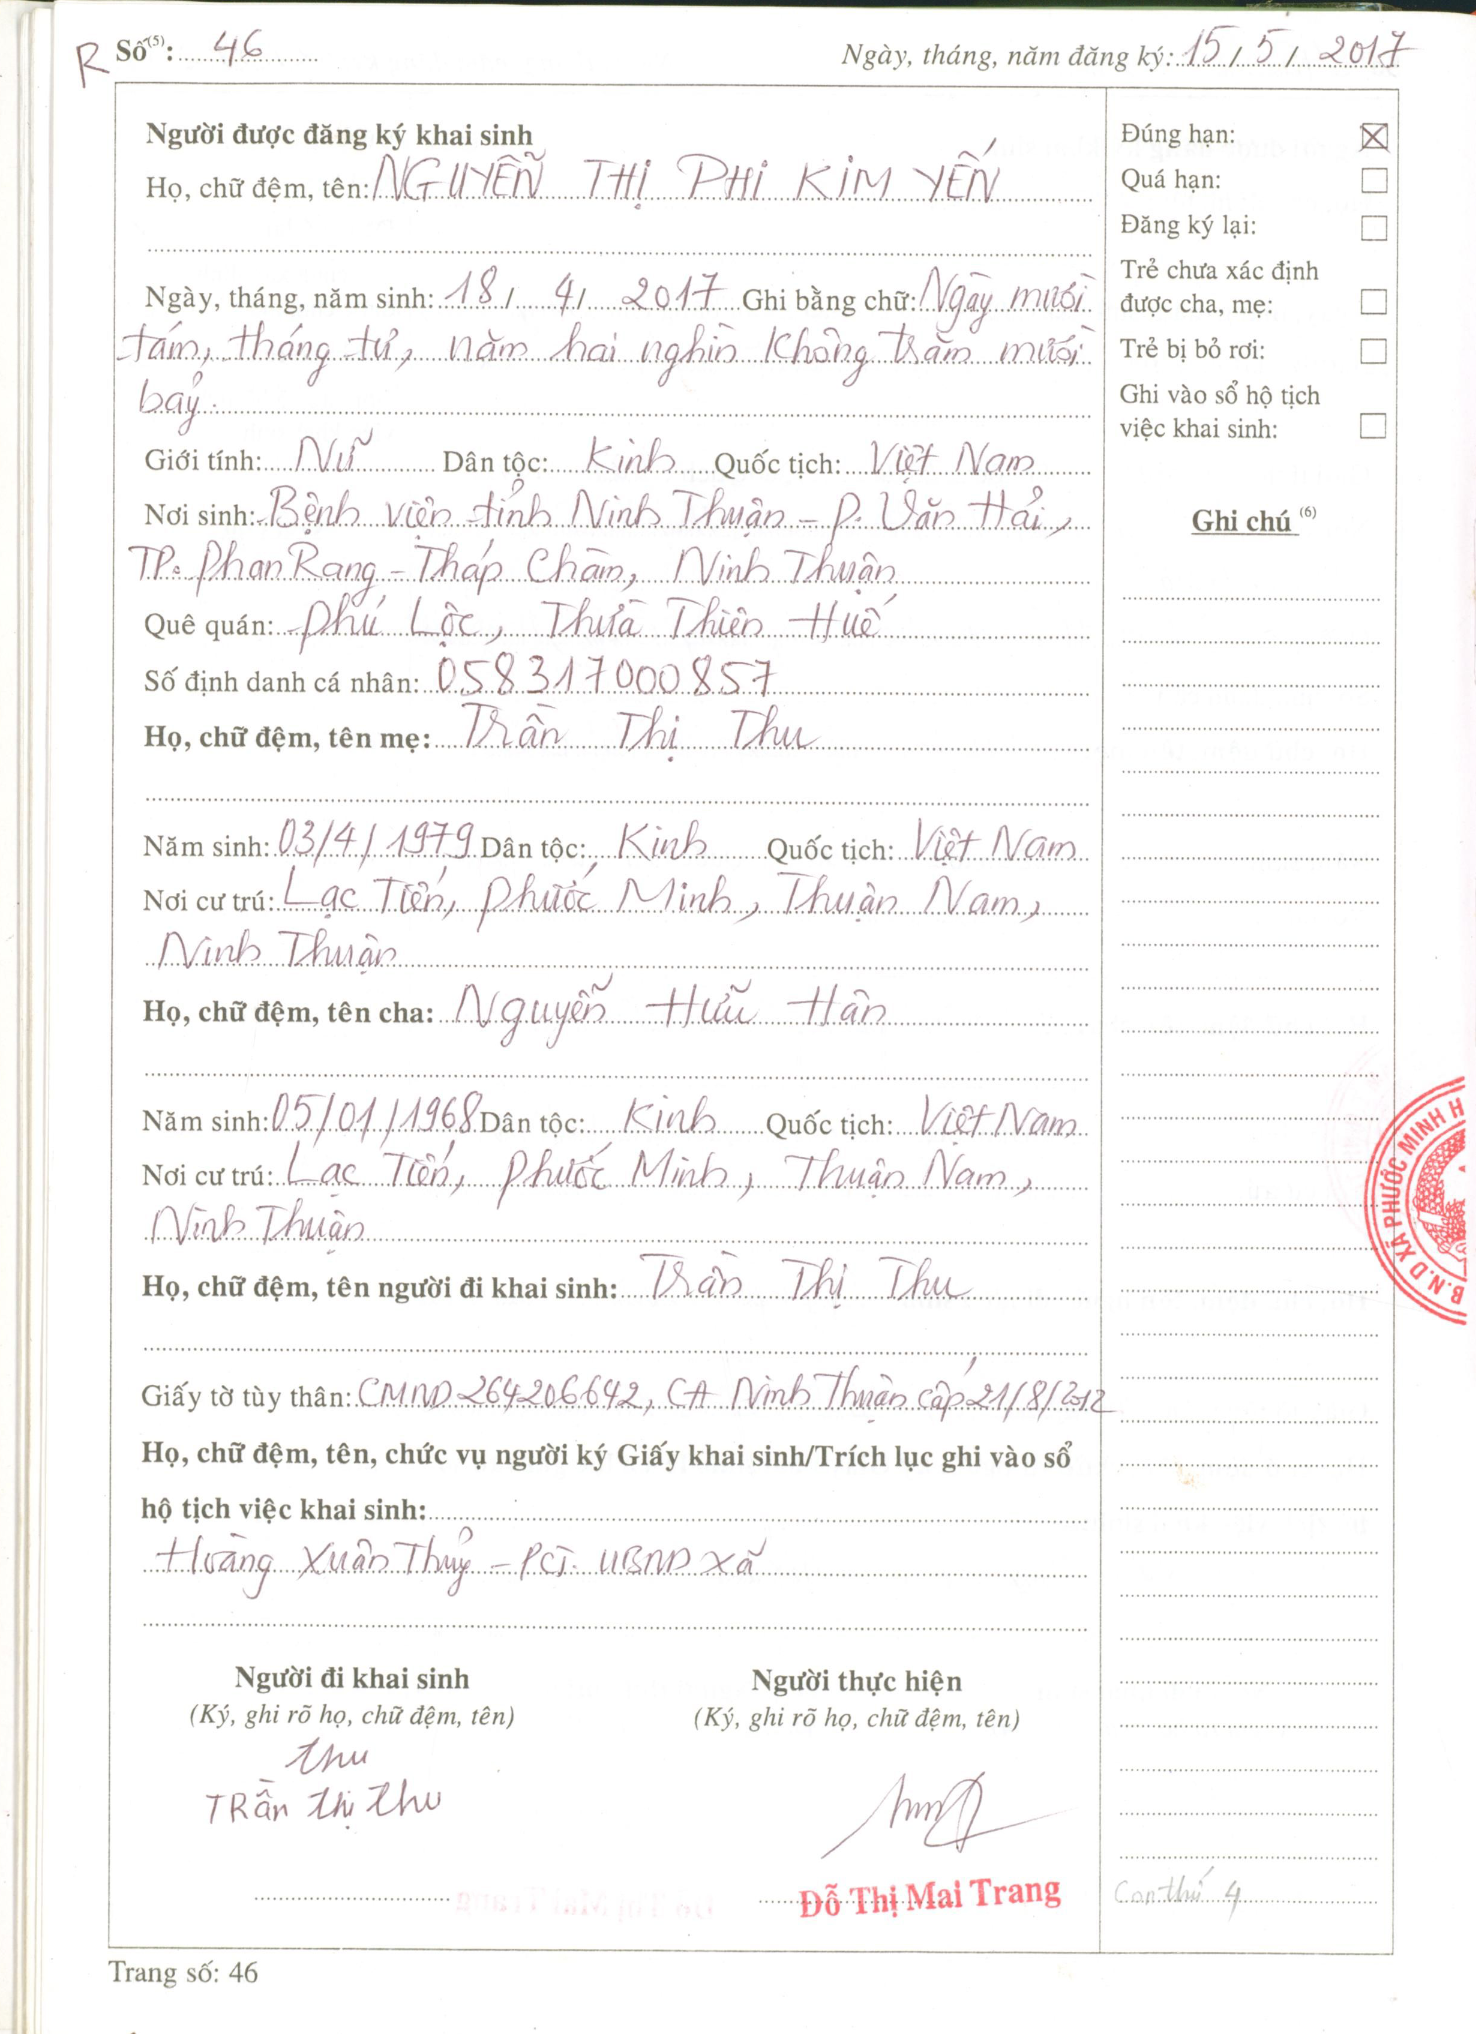 R Số⁽⁵⁾: 46 Ngày, tháng, năm đăng ký: 15/5/2017
Người được đăng ký khai sinh
Họ, chữ đệm, tên: NGUYỄN THỊ PHI KIM YẾN
Ngày, tháng, năm sinh: 18/4/2017 Ghi bằng chữ: Ngày mười
tám, tháng tư, năm hai nghìn không trăm mười
bảy.
Giới tính: Nữ Dân tộc: Kinh Quốc tịch: Việt Nam
Nơi sinh: Bệnh viện tỉnh Ninh Thuận – P. Văn Hải,
TP. Phan Rang – Tháp Chàm, Ninh Thuận
Quê quán: Phú Lộc, Thừa Thiên Huế
Số định danh cá nhân: 058317000857
Họ, chữ đệm, tên mẹ: Trần Thị Thu
Năm sinh: 03/4/1979 Dân tộc: Kinh Quốc tịch: Việt Nam
Nơi cư trú: Lạc Tiến, Phước Minh, Thuận Nam,
Ninh Thuận
Họ, chữ đệm, tên cha: Nguyễn Hữu Hân
Năm sinh: 05/01/1968 Dân tộc: Kinh Quốc tịch: Việt Nam
Nơi cư trú: Lạc Tiến, Phước Minh, Thuận Nam,
Ninh Thuận
Họ, chữ đệm, tên người đi khai sinh: Trần Thị Thu
Giấy tờ tùy thân: CMND 264206642, CA Ninh Thuận cấp 21/8/2012
Họ, chữ đệm, tên, chức vụ người ký Giấy khai sinh/Trích lục ghi vào sổ
hộ tịch việc khai sinh:
Hoàng Xuân Thủy – PCT. UBND xã
Người đi khai sinh
(Ký, ghi rõ họ, chữ đệm, tên)
thu
Trần thị thu
Người thực hiện
(Ký, ghi rõ họ, chữ đệm, tên)
Đỗ Thị Mai Trang
Đúng hạn: ☒
Quá hạn: ☐
Đăng ký lại: ☐
Trẻ chưa xác định
được cha, mẹ: ☐
Trẻ bị bỏ rơi: ☐
Ghi vào sổ hộ tịch
việc khai sinh: ☐
Ghi chú ⁽⁶⁾
B.N.D XÃ PHƯỚC MINH H
Con thứ 4
Trang số: 46